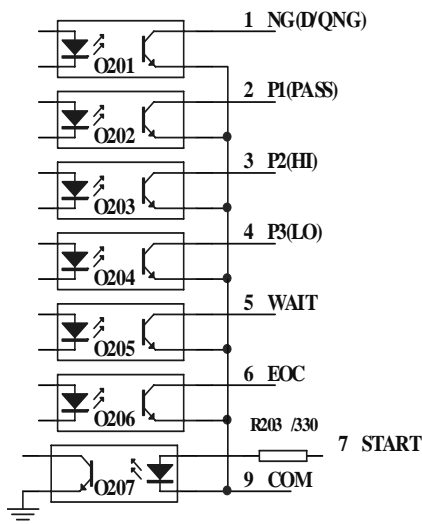 1 NG(D/QNG)
O201
2 P1(PASS)
O202
3 P2(HI)
O203
4 P3(LO)
O204
5 WAIT
O205
6 EOC
O206
R203 /330
7 START
O207
9 COM